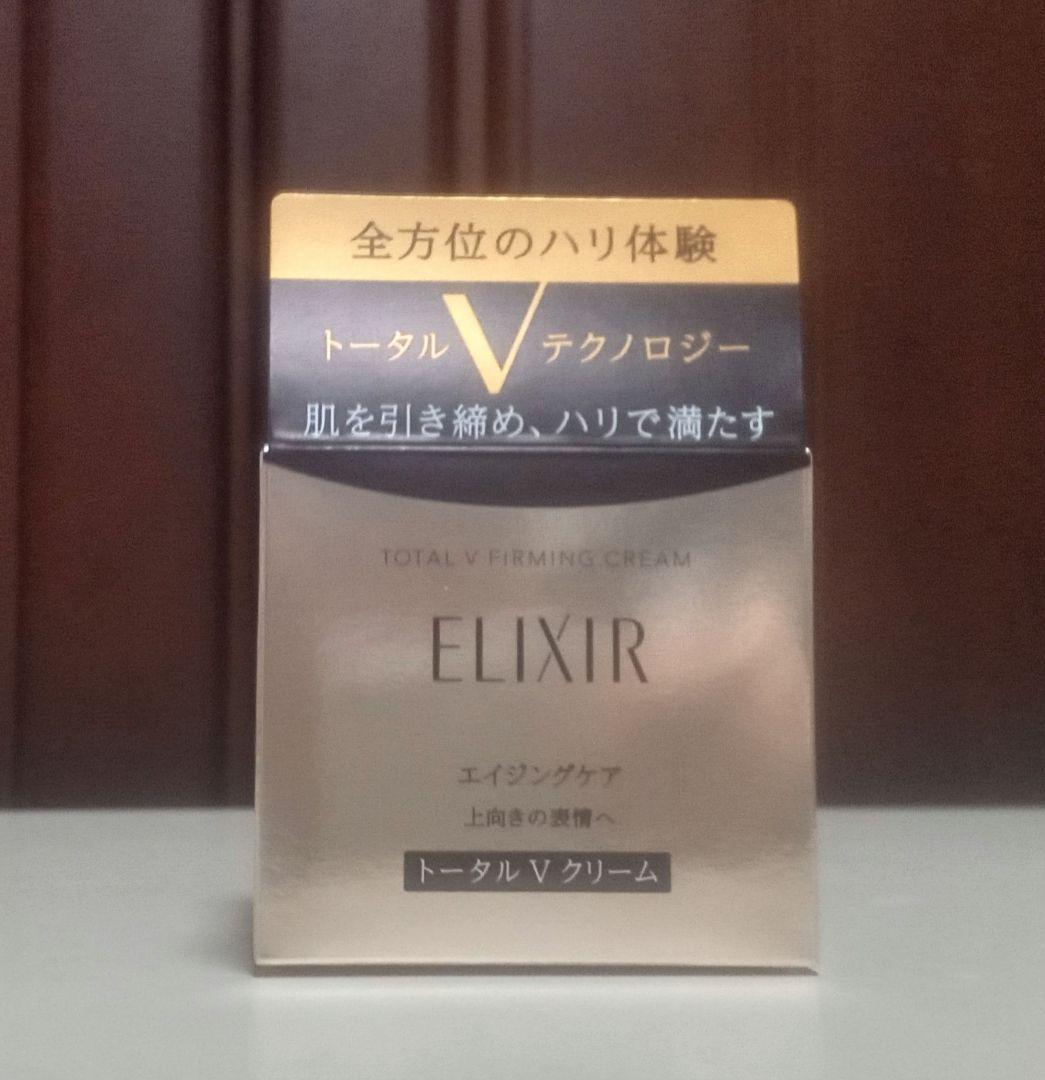 全方位のハリ体験
トータルVテクノロジー
肌を引き締め、ハリで満たす
TOTAL V FIRMING CREAM
ELIXIR
エイジングケア
上向きの表情へ
トータル V クリーム